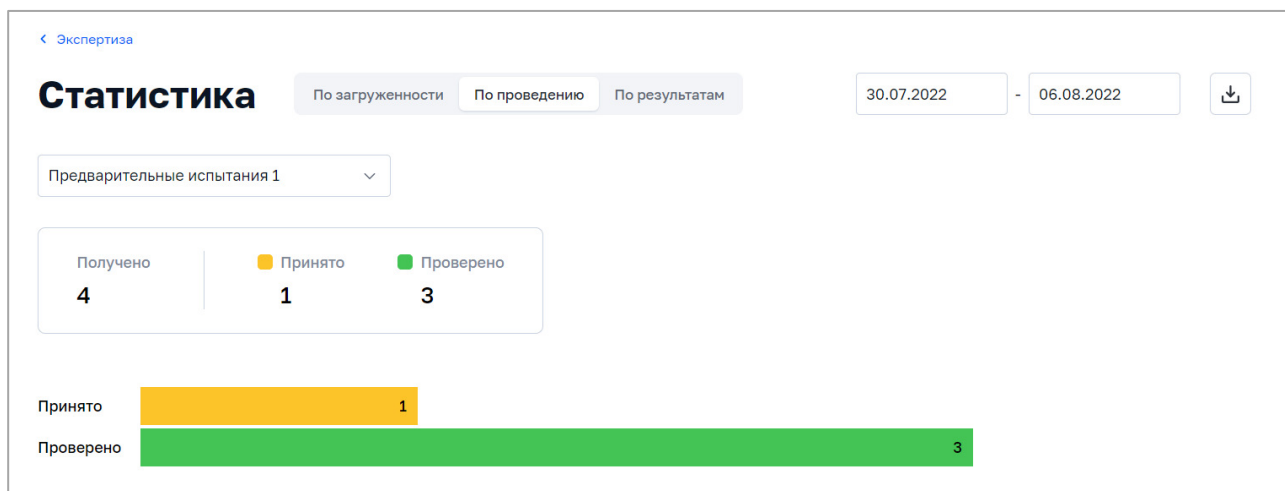 Экспертиза
Статистика По загруженности По проведению По результатам 30.07.2022 - 06.08.2022
Предварительные испытания 1
Получено Принято Проверено
4 1 3
Принято 1
Проверено 3